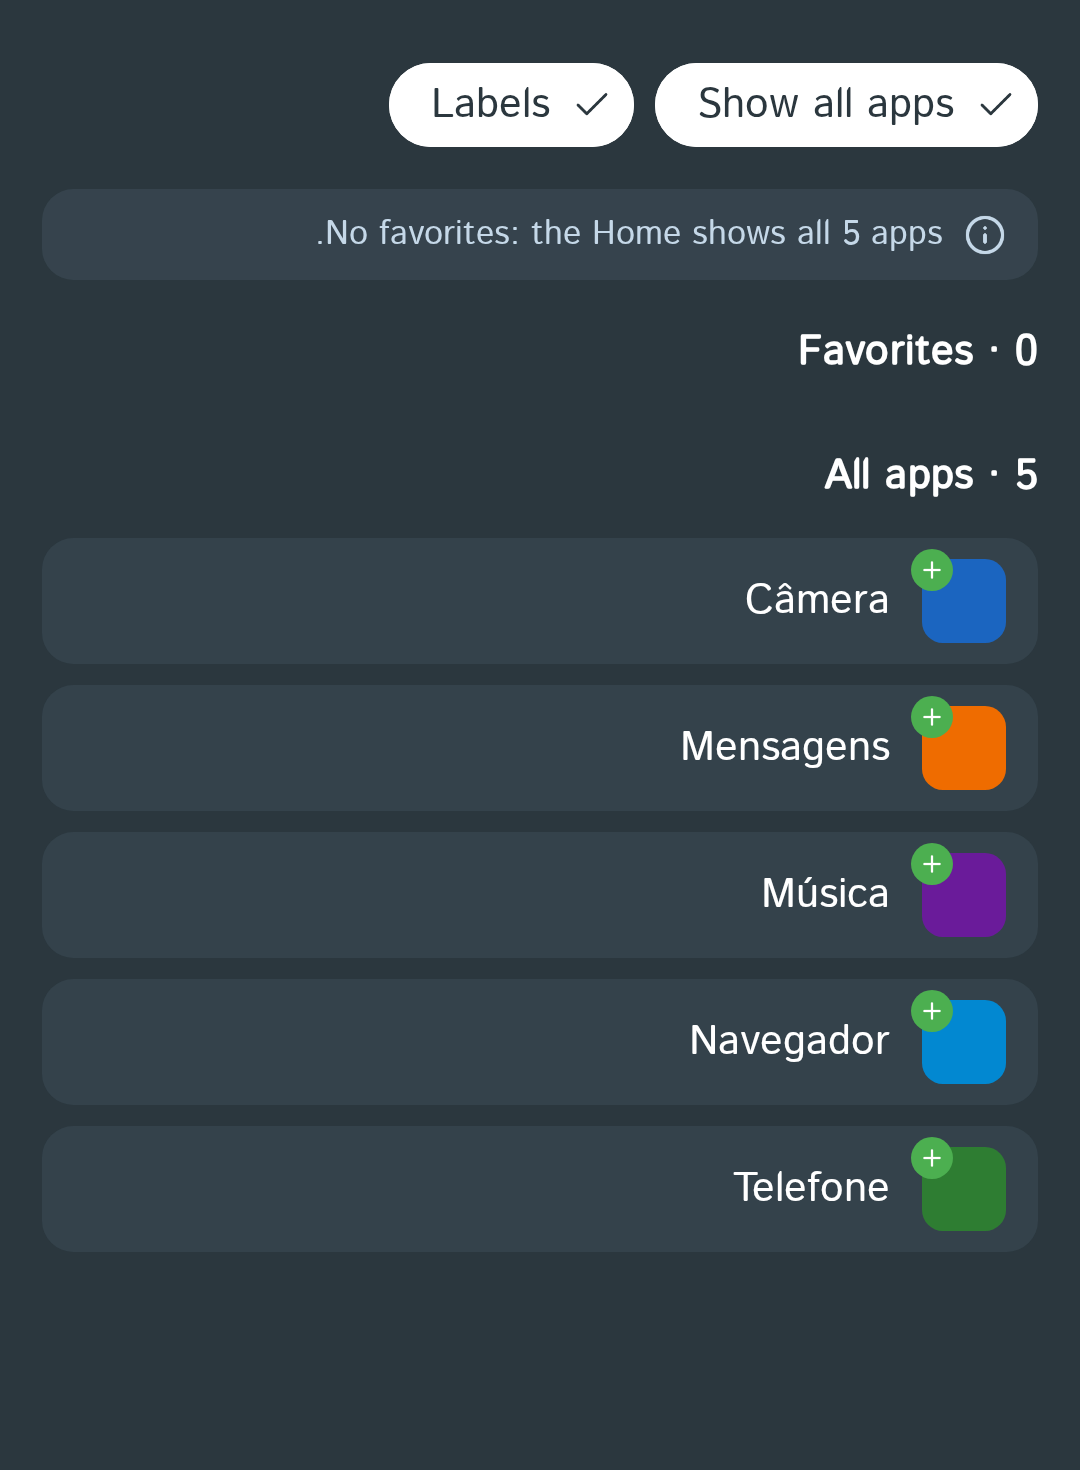 Show all apps
Labels
.No favorites: the Home shows all 5 apps
Favorites · 0
All apps · 5
Câmera
Mensagens
Música
Navegador
Telefone